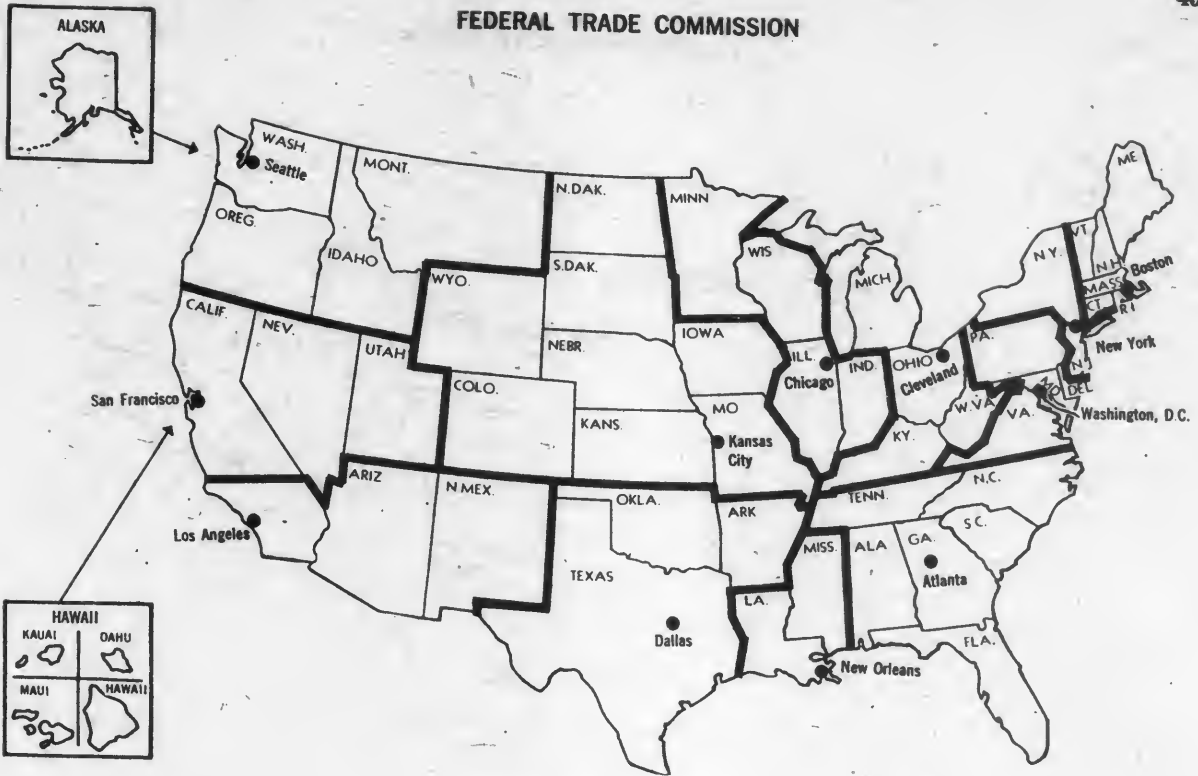 FEDERAL TRADE COMMISSION
ALASKA
WASH.
Seattle
MONT.
N.DAK.
MINN
ME
OREG.
IDAHO
WYO.
S.DAK.
WIS
MICH
N.Y.
VT.
N.H.
Boston
MASS
CT.
R I
CALIF.
NEV.
UTAH
COLO.
NEBR.
IOWA
ILL.
Chicago
IND.
OHIO
Cleveland
PA.
New York
N.J.
MD
DEL
San Francisco
KANS.
MO
Kansas
City
KY.
W.VA
VA.
Washington, D.C.
Los Angeles
ARIZ
N.MEX.
OKLA.
ARK
TENN.
N.C.
S.C.
TEXAS
Dallas
LA.
MISS.
ALA
GA.
Atlanta
New Orleans
FLA.
HAWAII
KAUAI
OAHU
MAUI
HAWAII